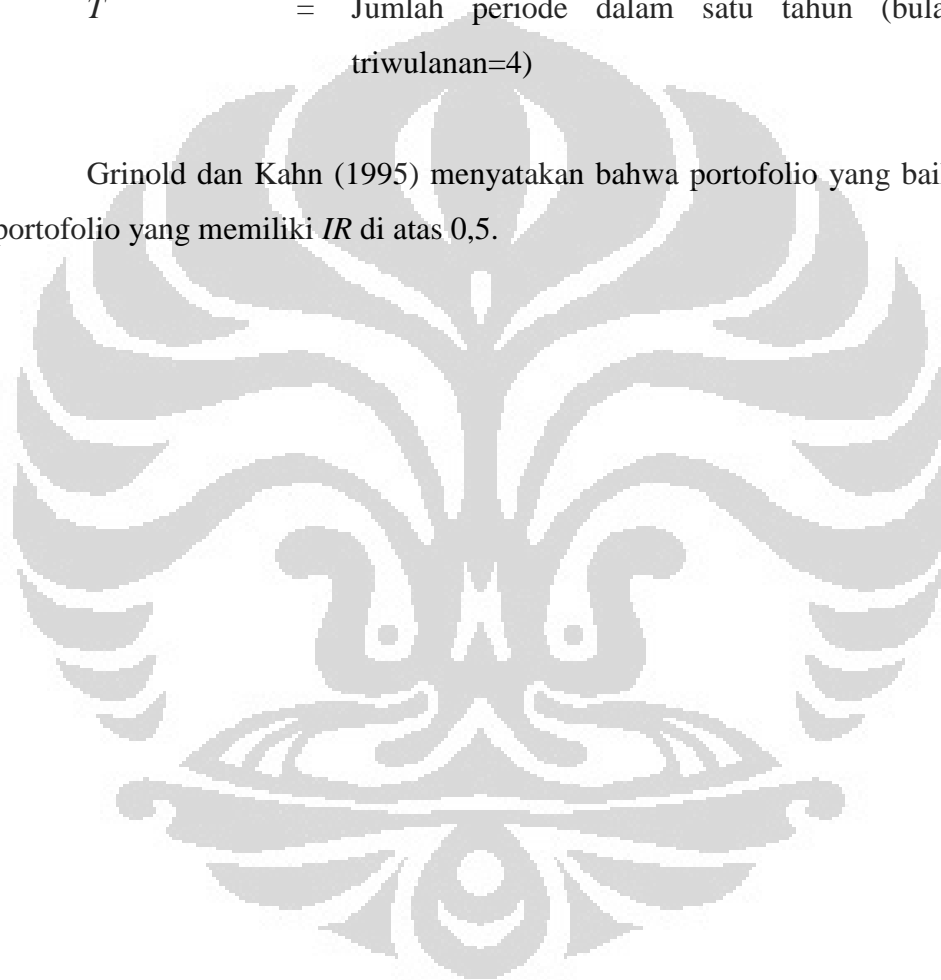 T = Jumlah periode dalam satu tahun
triwulanan=4)
Grinold dan Kahn (1995) menyatakan bahwa portofolio yang
portofolio yang memiliki IR di atas 0,5.